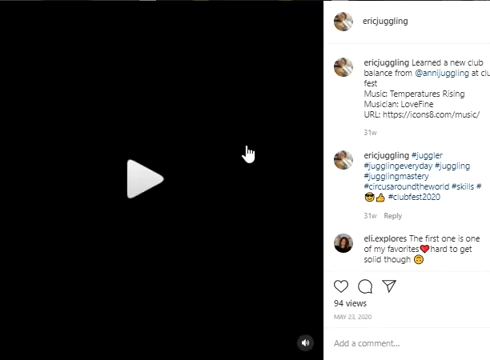 ericjuggling
ericjuggling Learned a new club
balance from @annijuggling at clu
fest
Music: Temperatures Rising
Musician: LoveFine
URL: https://icons8.com/music/
31w
ericjuggling #juggler
#jugglingeveryday #juggling
#jugglingmastery
#circusaroundtheworld #skills #
😎👍 #clubfest2020
31w Reply
eli.explores The first one is one
of my favorites❤️hard to get
solid though 🙃
94 views
MAY 23, 2020
Add a comment...